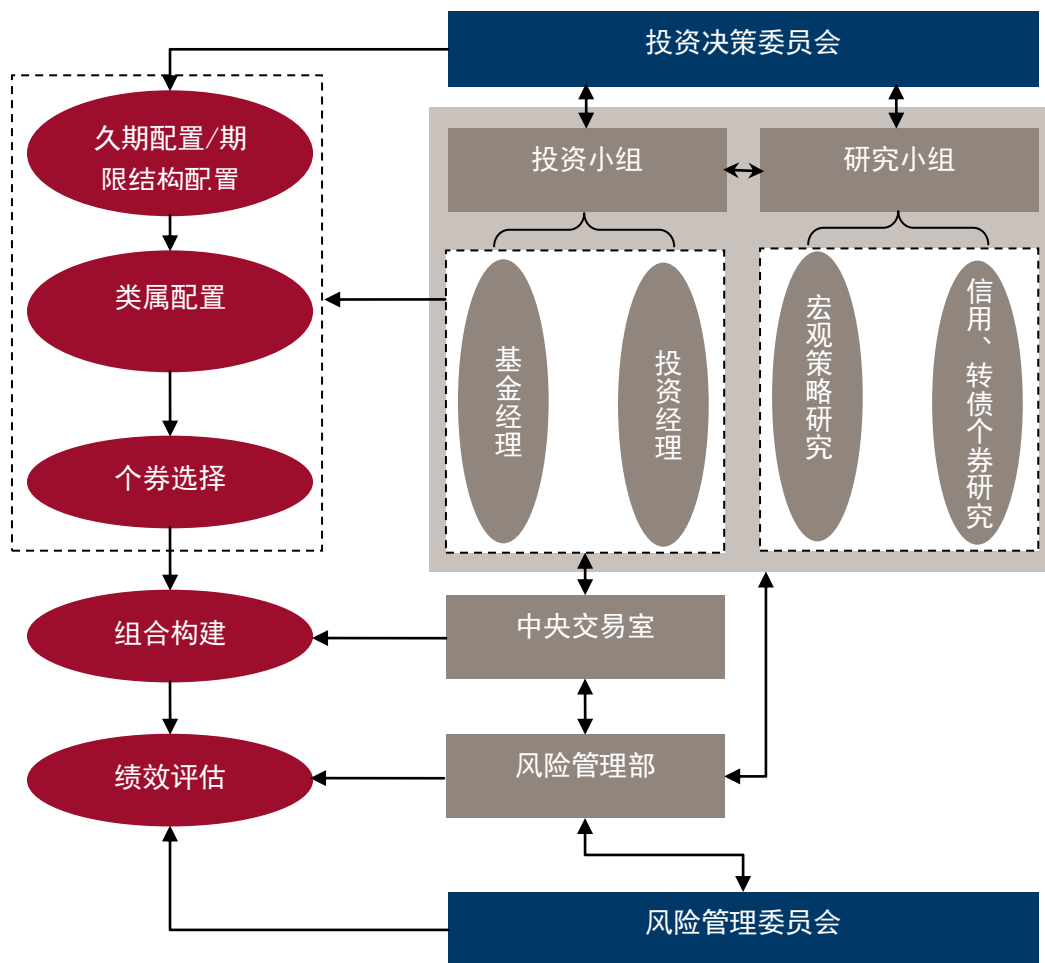 投资决策委员会
久期配置/期
限结构配置
投资小组
研究小组
类属配置
基金经理
投资经理
宏观策略研究
信用、转债个券研究
个券选择
组合构建
中央交易室
绩效评估
风险管理部
风险管理委员会